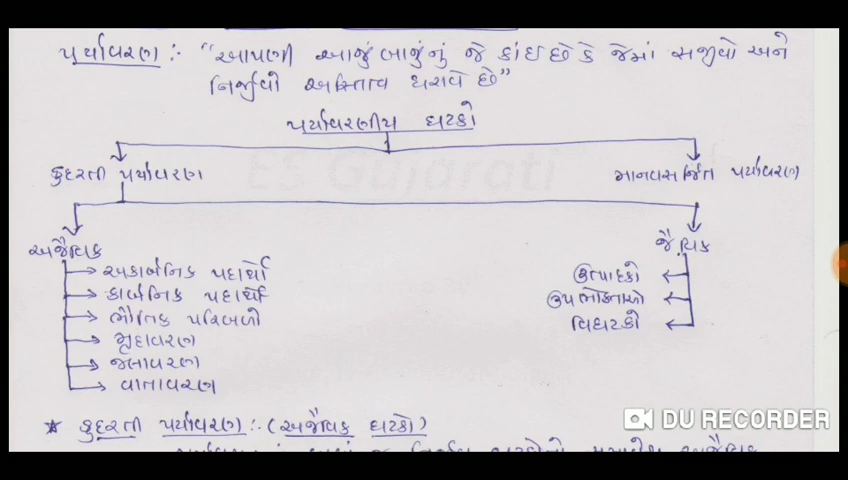 પર્યાવરણ :- "આપણી આજુંબાજુંનું જે કાંઇ છે કે જેમાં સજીવો અને
નિર્જીવો અસ્તિત્વ ધરાવે છે"
પર્યાવરણીય ઘટકો
કુદરતી પર્યાવરણ માનવસર્જિત પર્યાવરણ
ES Gujarati
અજૈવિક જૈવિક
અકાર્બનિક પદાર્થો ઉત્પાદકો
કાર્બનિક પદાર્થો ઉપભોક્તાઓ
ભૌતિક પરિબળો વિઘટકો
મૃદાવરણ
જલાવરણ
વાતાવરણ
* કુદરતી પર્યાવરણ :- (અજૈવિક ઘટકો)
DU RECORDER